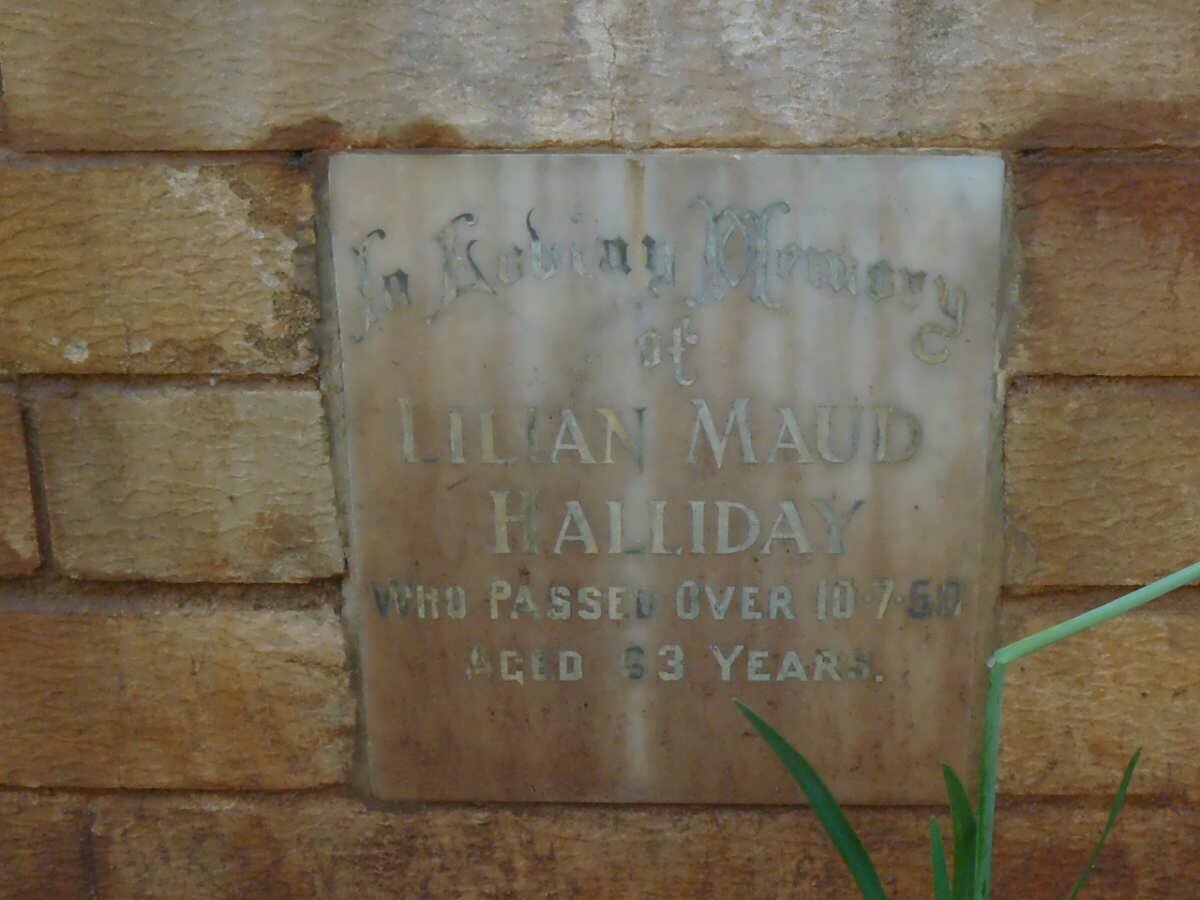 In Loving Memory
of
LILIAN MAUD
HALLIDAY
WHO PASSED OVER 10·7·50
AGED 63 YEARS.